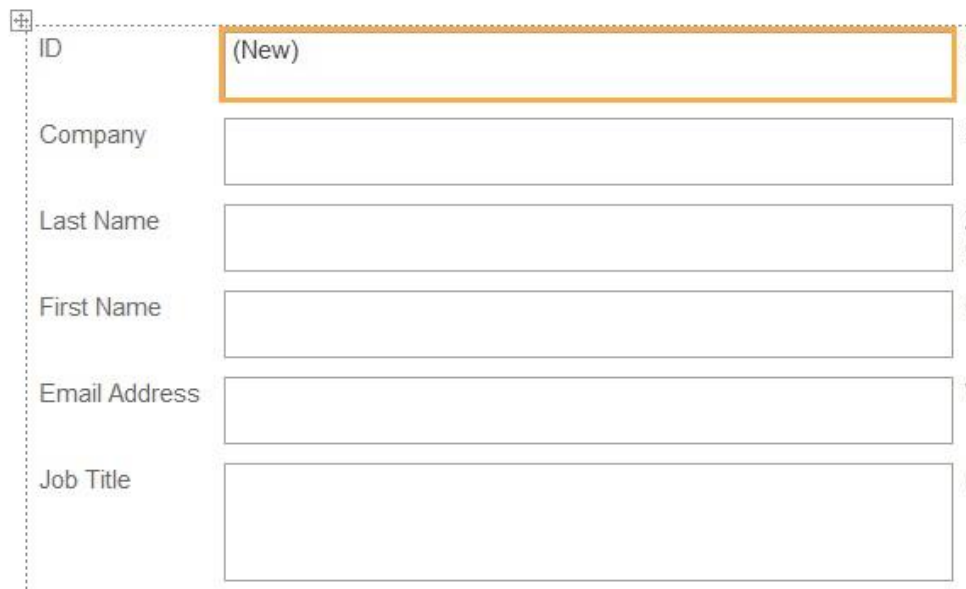 ID (New)
Company
Last Name
First Name
Email Address
Job Title